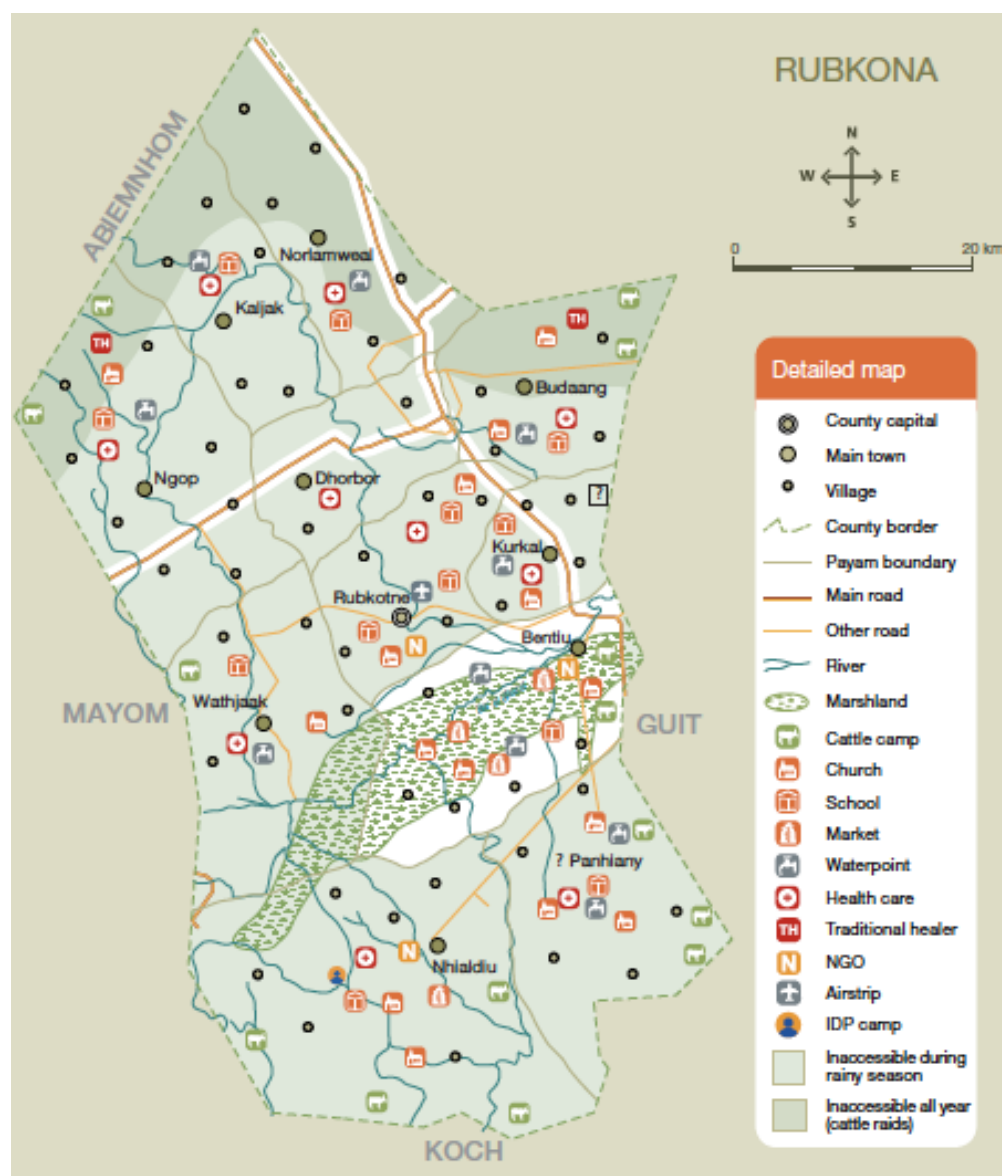 RUBKONA
N
W E
S
0 20 km
ABIEMNHOM
Norlamweal
Kaljak
TH
TH
Budaang
Ngop
Dhorbor
?
Kurkal
Rubkotne
N
Bentiu
N
MAYOM
Wathjaak
GUIT
? Panhiany
N
Nhialdiu
KOCH
Detailed map
County capital
Main town
Village
County border
Payam boundary
Main road
Other road
River
Marshland
Cattle camp
Church
School
Market
Waterpoint
Health care
TH Traditional healer
N NGO
Airstrip
IDP camp
Inaccessible during
rainy season
Inaccessible all year
(cattle raids)